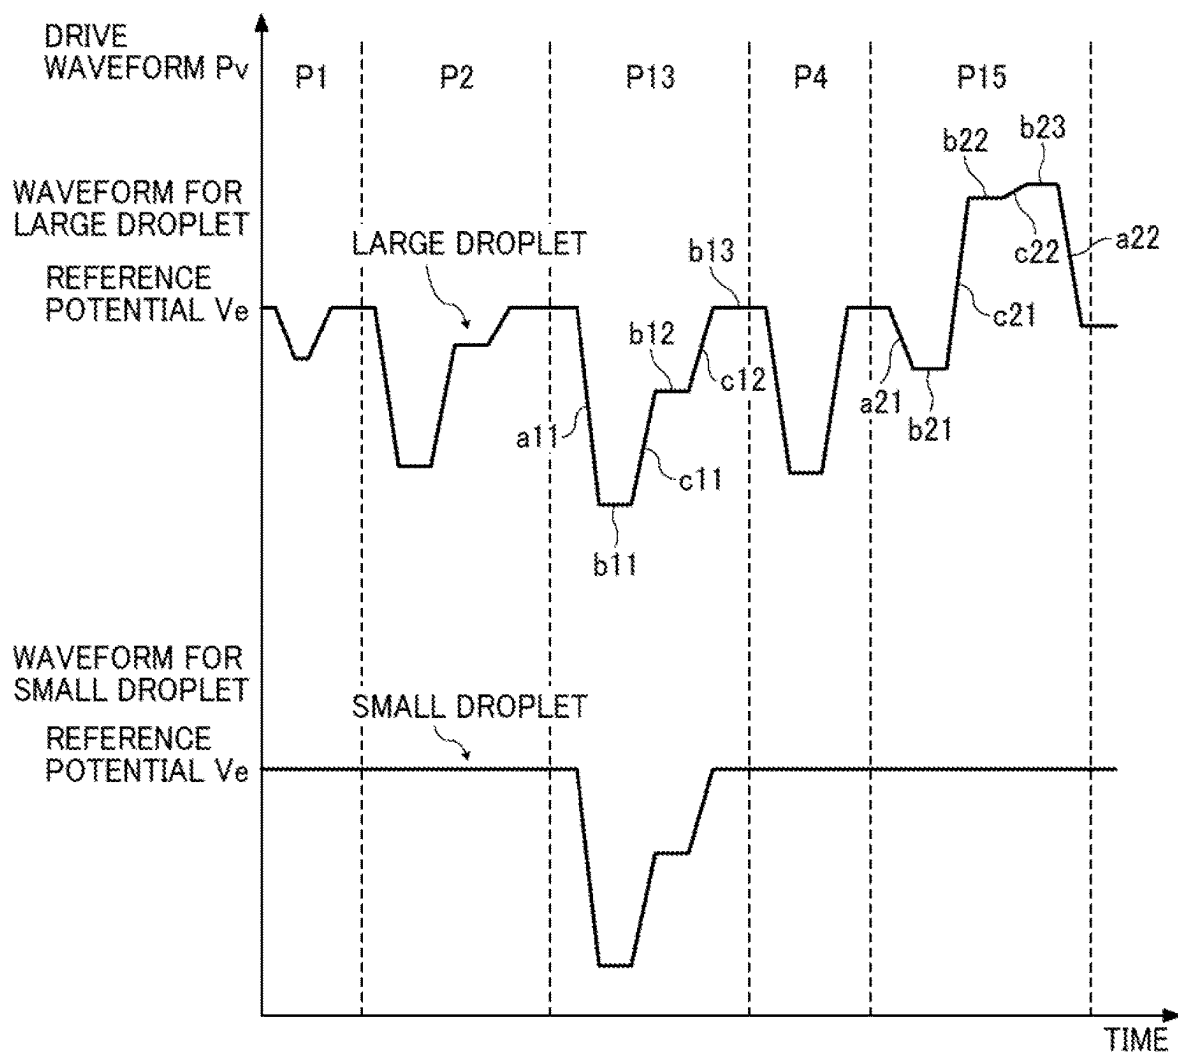 DRIVE
WAVEFORM Pv
P1 P2 P13 P4 P15
b22 b23
WAVEFORM FOR
LARGE DROPLET
LARGE DROPLET
c22 a22
REFERENCE
POTENTIAL Ve
b13
c21
b12
c12
a11
a21
b21
c11
b11
WAVEFORM FOR
SMALL DROPLET
SMALL DROPLET
REFERENCE
POTENTIAL Ve
TIME